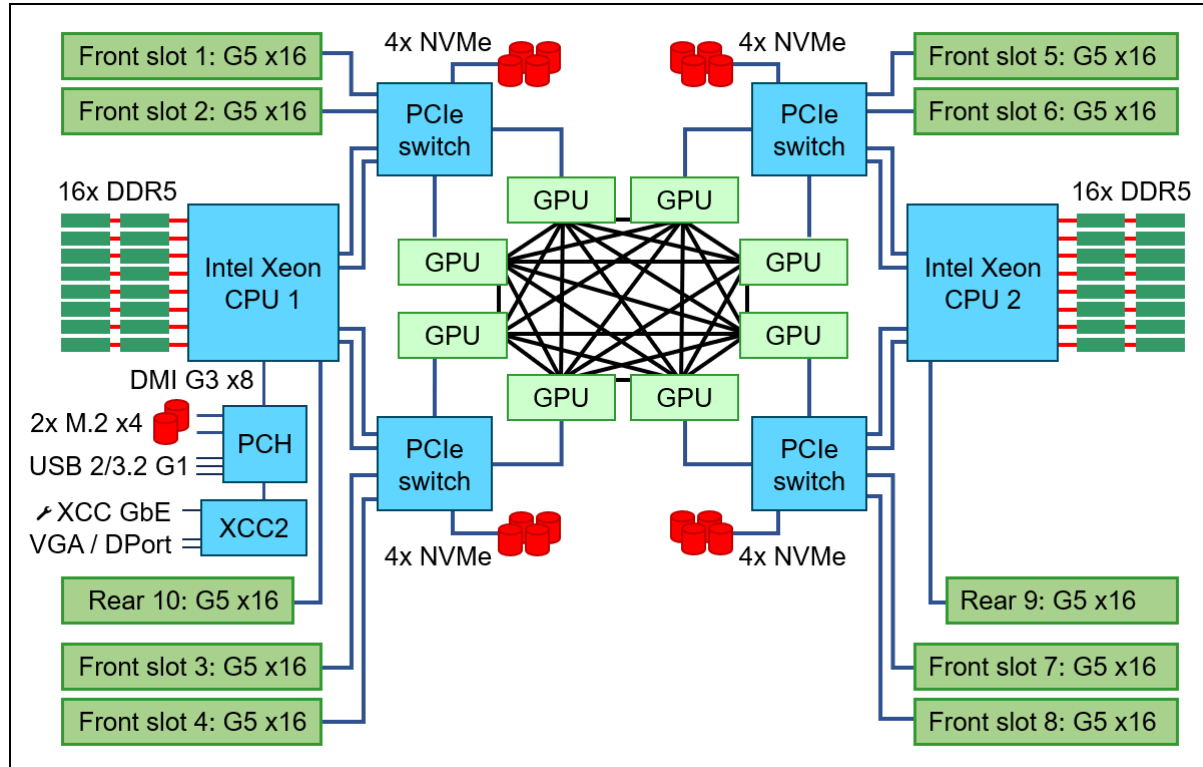 Front slot 1: G5 x16
4x NVMe
4x NVMe
Front slot 5: G5 x16
Front slot 2: G5 x16
PCIe
switch
PCIe
switch
Front slot 6: G5 x16
16x DDR5
GPU
GPU
16x DDR5
Intel Xeon
CPU 1
GPU
GPU
Intel Xeon
CPU 2
GPU
GPU
DMI G3 x8
GPU
GPU
2x M.2 x4
PCH
PCIe
switch
PCIe
switch
USB 2/3.2 G1
XCC GbE
XCC2
VGA / DPort
4x NVMe
4x NVMe
Rear 10: G5 x16
Rear 9: G5 x16
Front slot 3: G5 x16
Front slot 7: G5 x16
Front slot 4: G5 x16
Front slot 8: G5 x16